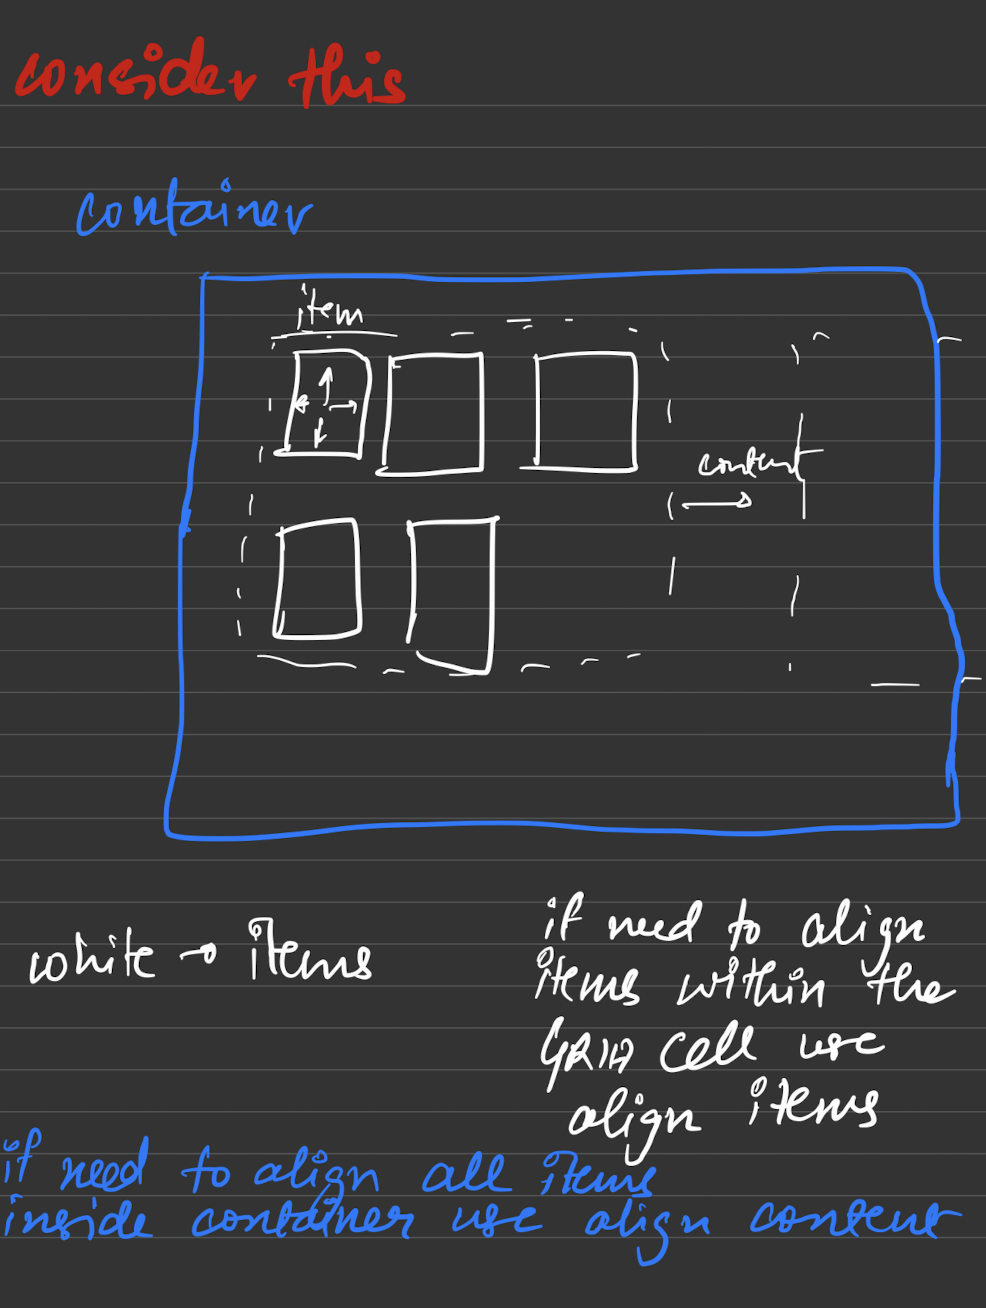 consider this
container
item
content
white → items
if need to align
items within the
GRID cell use
align items
if need to align all items
inside container use align content